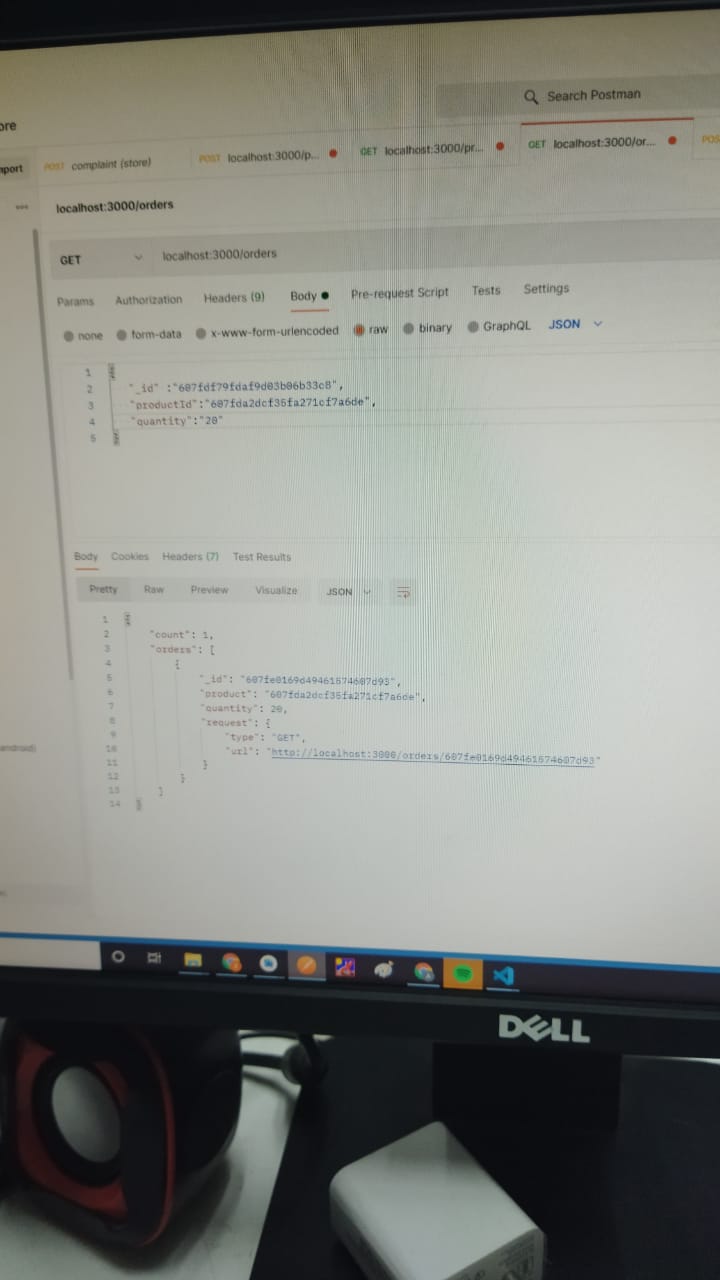 ore
Search Postman
mport
POST complaint (store)
POST localhost:3000/p...
GET localhost:3000/pr...
GET localhost:3000/or...
POS
localhost:3000/orders
GET
localhost:3000/orders
Params Authorization Headers (9) Body Pre-request Script Tests Settings
none form-data x-www-form-urlencoded raw binary GraphQL JSON
1 {
2 "_id" :"607fdf79fdaf9d03b06b33c8",
3 "productId":"607fda2dcf35fa271cf7a6de",
4 "quantity":"20"
5 }
Body Cookies Headers (7) Test Results
Pretty Raw Preview Visualize JSON
1 {
2 "count": 1,
3 "orders": [
4 {
5 "_id": "607fe0169d49461574607d93",
6 "product": "607fda2dcf35fa271cf7a6de",
7 "quantity": 20,
8 "request": {
9 "type": "GET",
10 "url": "http://localhost:3000/orders/607fe0169d49461574607d93"
11 }
12 }
13 ]
14 }
android)
DELL